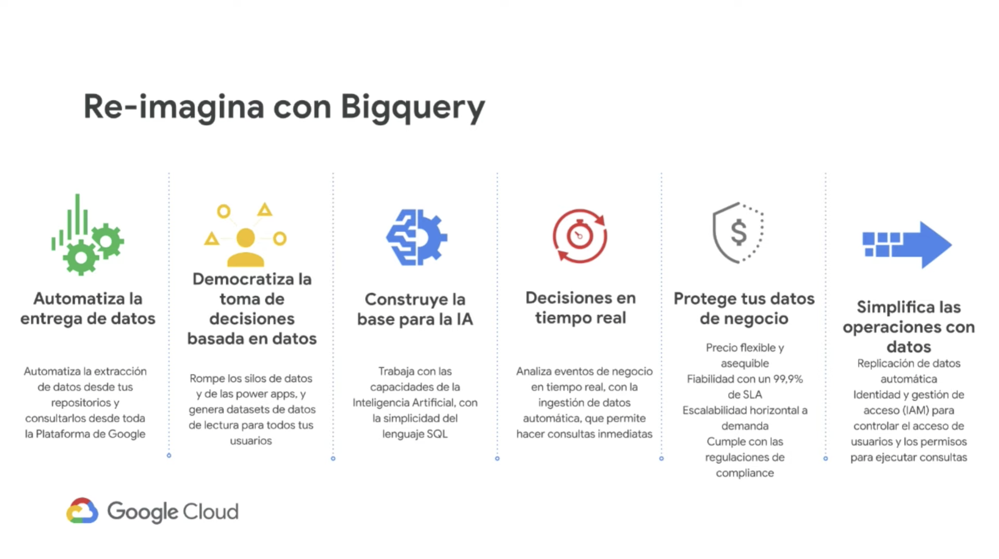 Re-imagina con Bigquery
Automatiza la
entrega de datos
Automatiza la extracción
de datos desde tus
repositorios y
consultarlos desde toda
la Plataforma de Google
Democratiza la
toma de
decisiones
basada en datos
Rompe los silos de datos
y de las power apps, y
genera datasets de datos
de lectura para todos tus
usuarios
Construye la
base para la IA
Trabaja con las
capacidades de la
Inteligencia Artificial, con
la simplicidad del
lenguaje SQL
Decisiones en
tiempo real
Analiza eventos de negocio
en tiempo real, con la
ingestión de datos
automática, que permite
hacer consultas inmediatas
$
Protege tus datos
de negocio
Precio flexible y
asequible
Fiabilidad con un 99,9%
de SLA
Escalabilidad horizontal a
demanda
Cumple con las
regulaciones de
compliance
Simplifica las
operaciones con
datos
Replicación de datos
automática
Identidad y gestión de
acceso (IAM) para
controlar el acceso de
usuarios y los permisos
para ejecutar consultas
Google Cloud